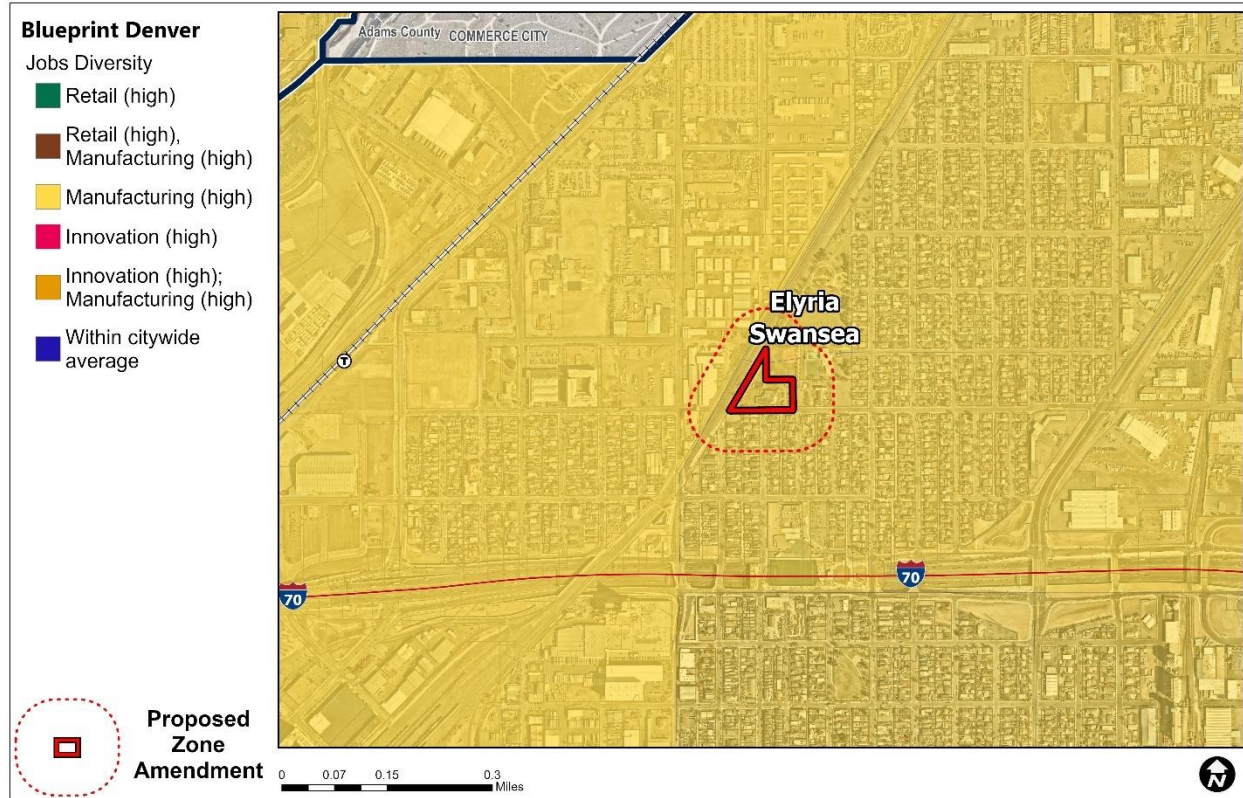 Blueprint Denver
Jobs Diversity
Retail (high)
Retail (high),
Manufacturing (high)
Manufacturing (high)
Innovation (high)
Innovation (high);
Manufacturing (high)
Within citywide
average
Adams County COMMERCE CITY
Elyria
Swansea
T
70
70
Proposed
Zone
Amendment
0 0.07 0.15 0.3
Miles
N